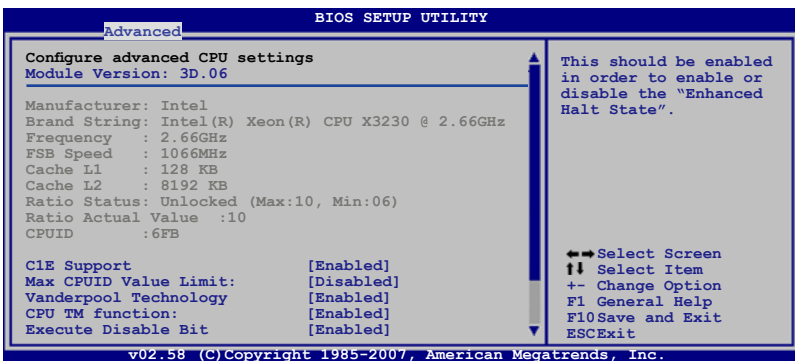 BIOS SETUP UTILITY
Advanced
Configure advanced CPU settings
Module Version: 3D.06
Manufacturer: Intel
Brand String: Intel(R) Xeon(R) CPU X3230 @ 2.66GHz
Frequency : 2.66GHz
FSB Speed : 1066MHz
Cache L1 : 128 KB
Cache L2 : 8192 KB
Ratio Status: Unlocked (Max:10, Min:06)
Ratio Actual Value :10
CPUID :6FB
C1E Support [Enabled]
Max CPUID Value Limit: [Disabled]
Vanderpool Technology [Enabled]
CPU TM function: [Enabled]
Execute Disable Bit [Enabled]
This should be enabled
in order to enable or
disable the “Enhanced
Halt State”.
Select Screen
Select Item
+- Change Option
F1 General Help
F10 Save and Exit
ESC Exit
v02.58 (C)Copyright 1985-2007, American Megatrends, Inc.